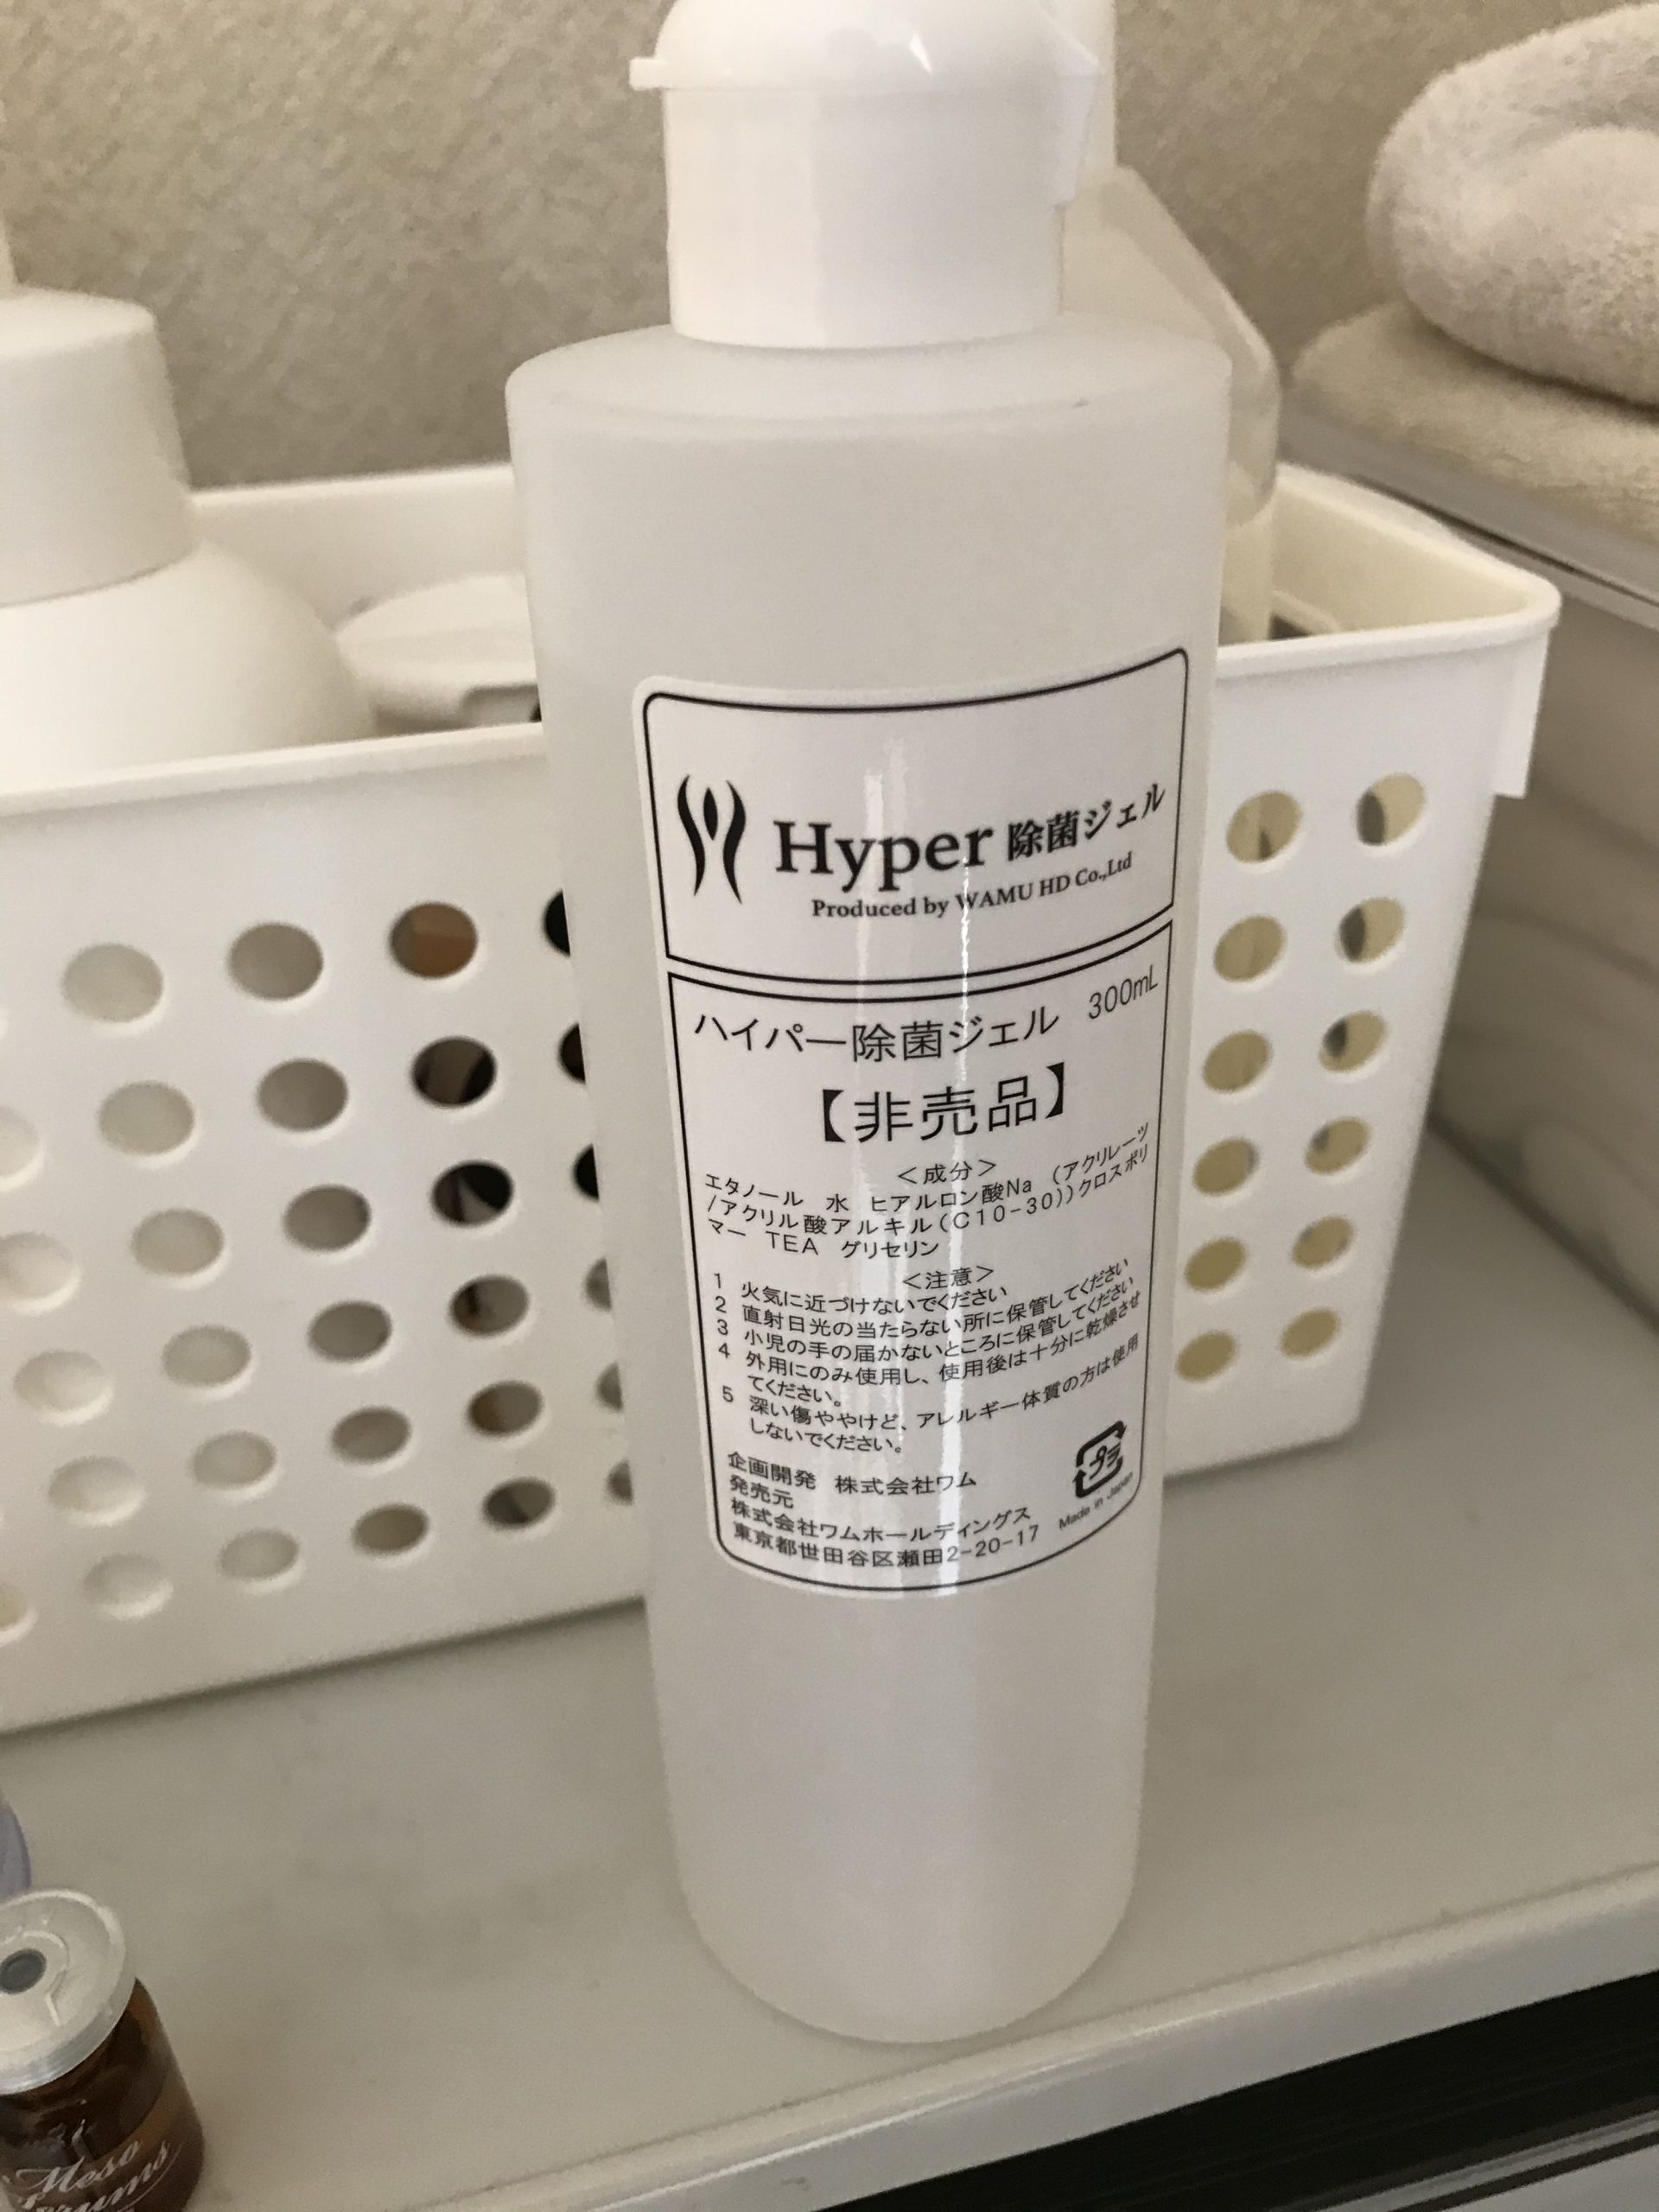 Hyper 除菌ジェル
Produced by WAMU HD Co.,Ltd
ハイパー除菌ジェル 300mL
【非売品】
＜成分＞
エタノール 水 ヒアルロン酸Na （アクリレーツ
/アクリル酸アルキル(C10-30))クロスポリ
マー TEA グリセリン
＜注意＞
1 火気に近づけないでください
2 直射日光の当たらない所に保管してください
3 小児の手の届かないところに保管してください
4 外用にのみ使用し、使用後は十分に乾燥させ
てください。
5 深い傷ややけど、アレルギー体質の方は使用
しないでください。
企画開発 株式会社ワム
発売元
株式会社ワムホールディングス
東京都世田谷区瀬田2-20-17
プラ
Made in Japan
Meso